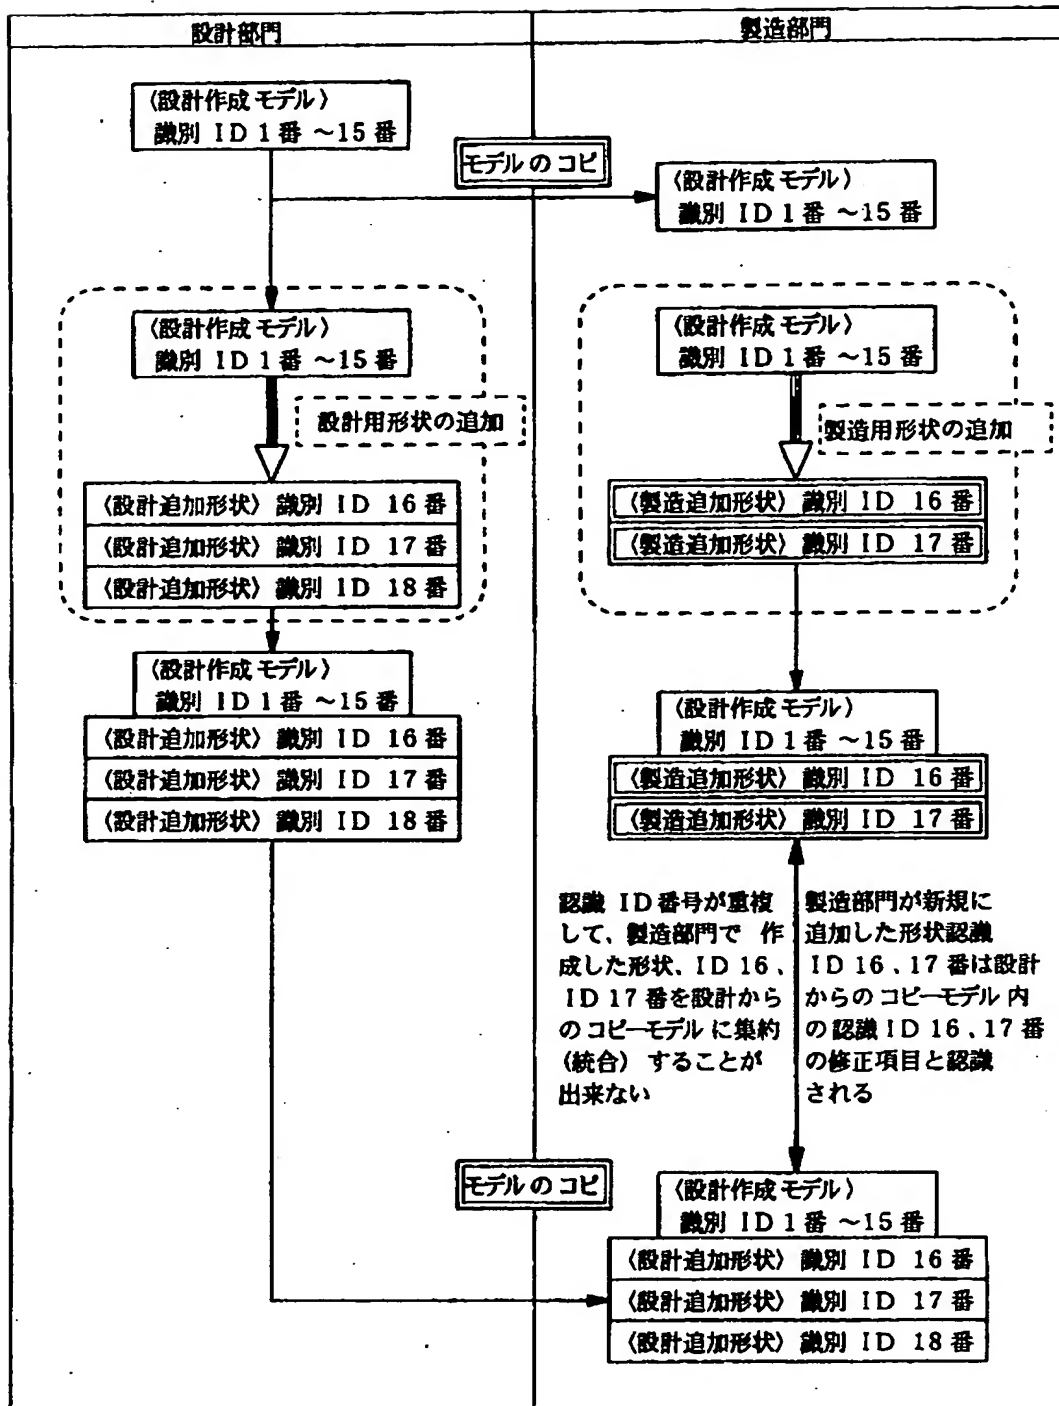 設計部門
製造部門
〈設計作成モデル〉
識別 ID 1番 ～15番
モデルのコピー
〈設計作成モデル〉
識別 ID 1番 ～15番
〈設計作成モデル〉
識別 ID 1番 ～15番
設計用形状の追加
〈設計追加形状〉識別 ID 16番
〈設計追加形状〉識別 ID 17番
〈設計追加形状〉識別 ID 18番
〈設計作成モデル〉
識別 ID 1番 ～15番
製造用形状の追加
〈製造追加形状〉識別 ID 16番
〈製造追加形状〉識別 ID 17番
〈設計作成モデル〉
識別 ID 1番 ～15番
〈設計追加形状〉識別 ID 16番
〈設計追加形状〉識別 ID 17番
〈設計追加形状〉識別 ID 18番
〈設計作成モデル〉
識別 ID 1番 ～15番
〈製造追加形状〉識別 ID 16番
〈製造追加形状〉識別 ID 17番
認識 ID番号が重複
して、製造部門で 作
成した形状、ID 16、
ID 17番を設計から
のコピーモデルに集約
(統合) することが
出来ない
製造部門が新規に
追加した形状認識
ID 16、17番は設計
からのコピーモデル内
の認識ID 16、17番
の修正項目と認識
される
モデルのコピー
〈設計作成モデル〉
識別 ID 1番 ～15番
〈設計追加形状〉識別 ID 16番
〈設計追加形状〉識別 ID 17番
〈設計追加形状〉識別 ID 18番